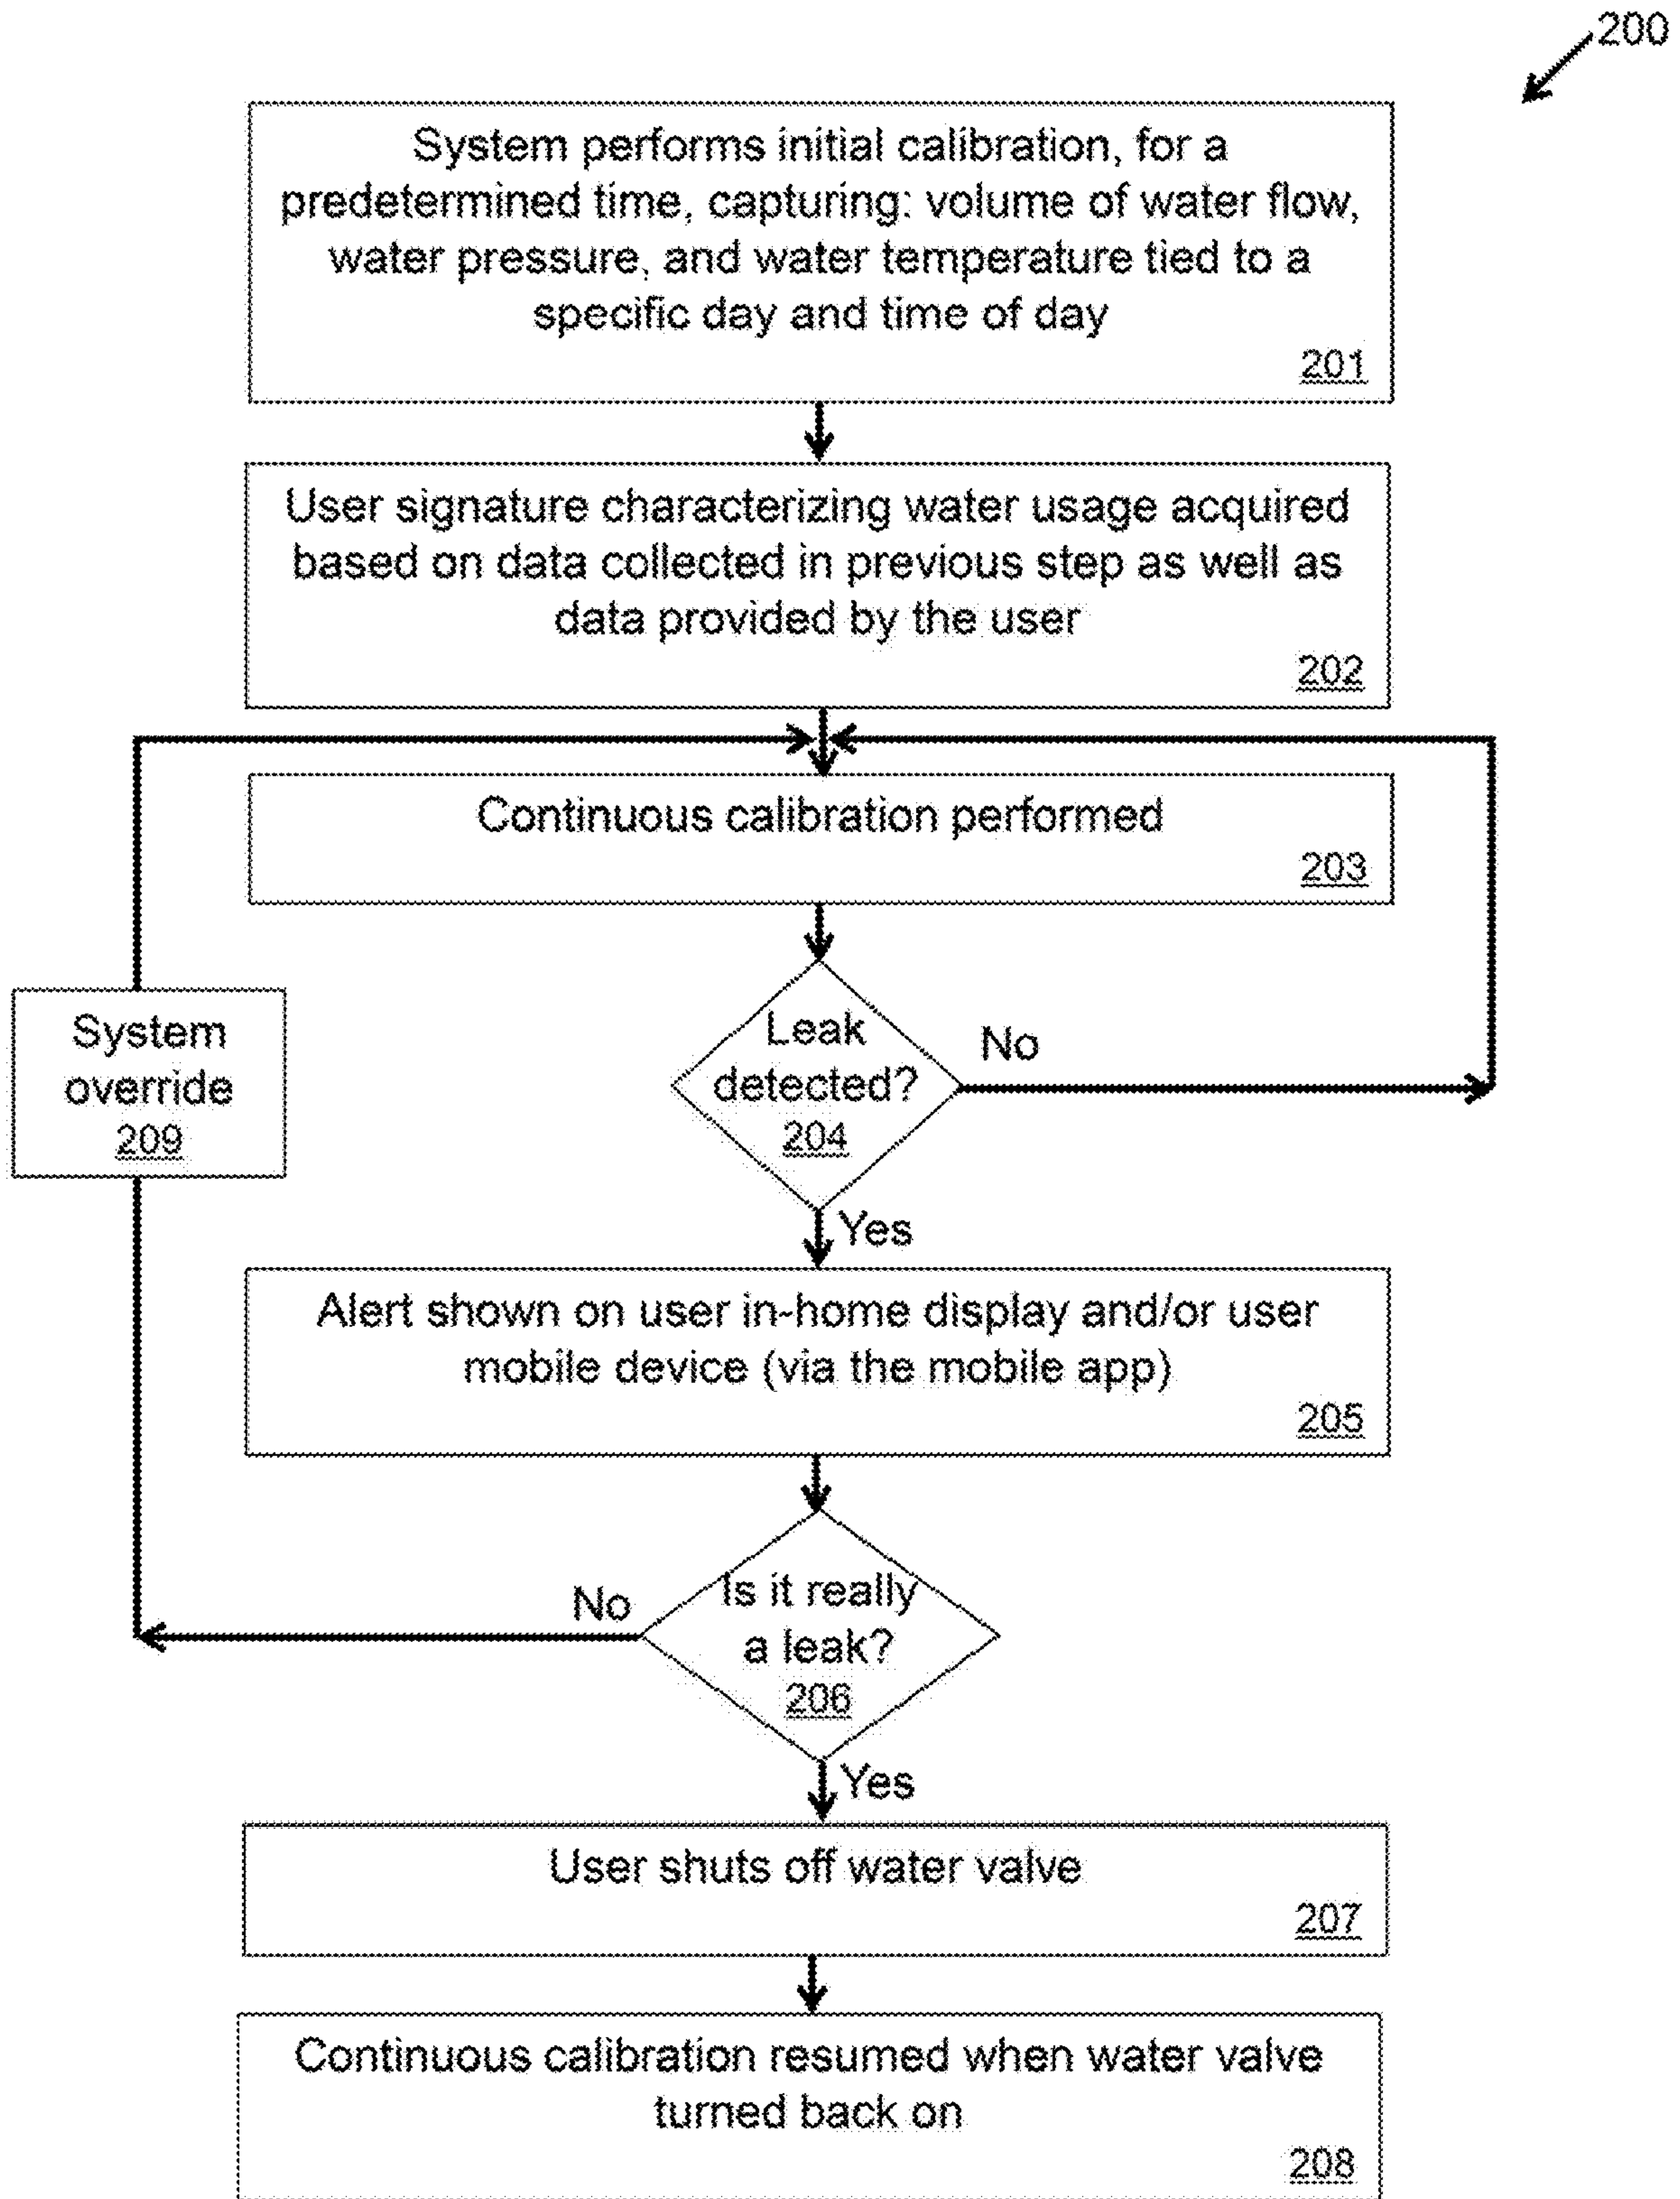 200
System performs initial calibration, for a
predetermined time, capturing: volume of water flow,
water pressure, and water temperature tied to a
specific day and time of day
201
User signature characterizing water usage acquired
based on data collected in previous step as well as
data provided by the user
202
Continuous calibration performed
203
System
override
209
Leak
detected?
204
No
Yes
Alert shown on user in-home display and/or user
mobile device (via the mobile app)
205
No
Is it really
a leak?
206
Yes
User shuts off water valve
207
Continuous calibration resumed when water valve
turned back on
208